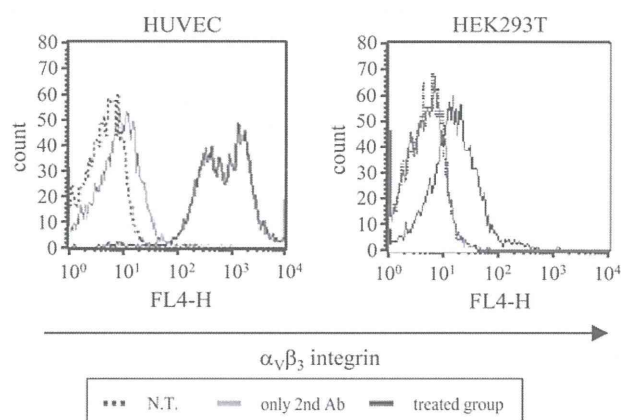 HUVEC
80
70
60
50
40
30
20
10
0
count
10⁰ 10¹ 10² 10³ 10⁴
FL4-H
HEK293T
80
70
60
50
40
30
20
10
0
count
10⁰ 10¹ 10² 10³ 10⁴
FL4-H
αVβ3 integrin
N.T. only 2nd Ab treated group